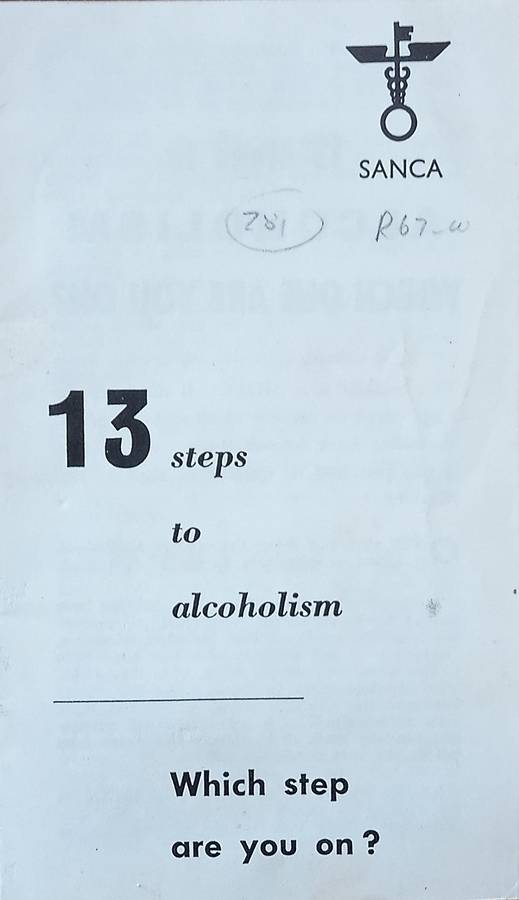 SANCA
281 R67-w
13 steps
to
alcoholism
Which step
are you on?